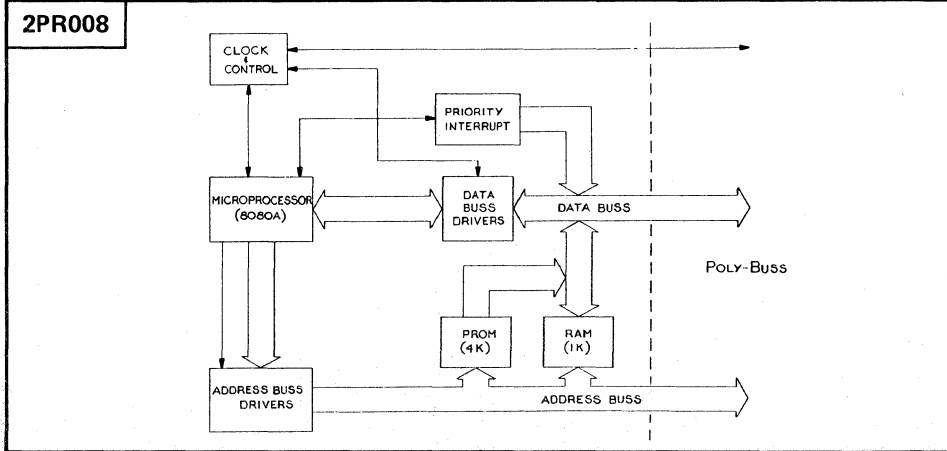 2PR008
CLOCK
&
CONTROL
PRIORITY
INTERRUPT
MICROPROCESSOR
(8080A)
DATA
BUSS
DRIVERS
DATA BUSS
POLY-BUSS
PROM
(4K)
RAM
(1K)
ADDRESS BUSS
DRIVERS
ADDRESS BUSS